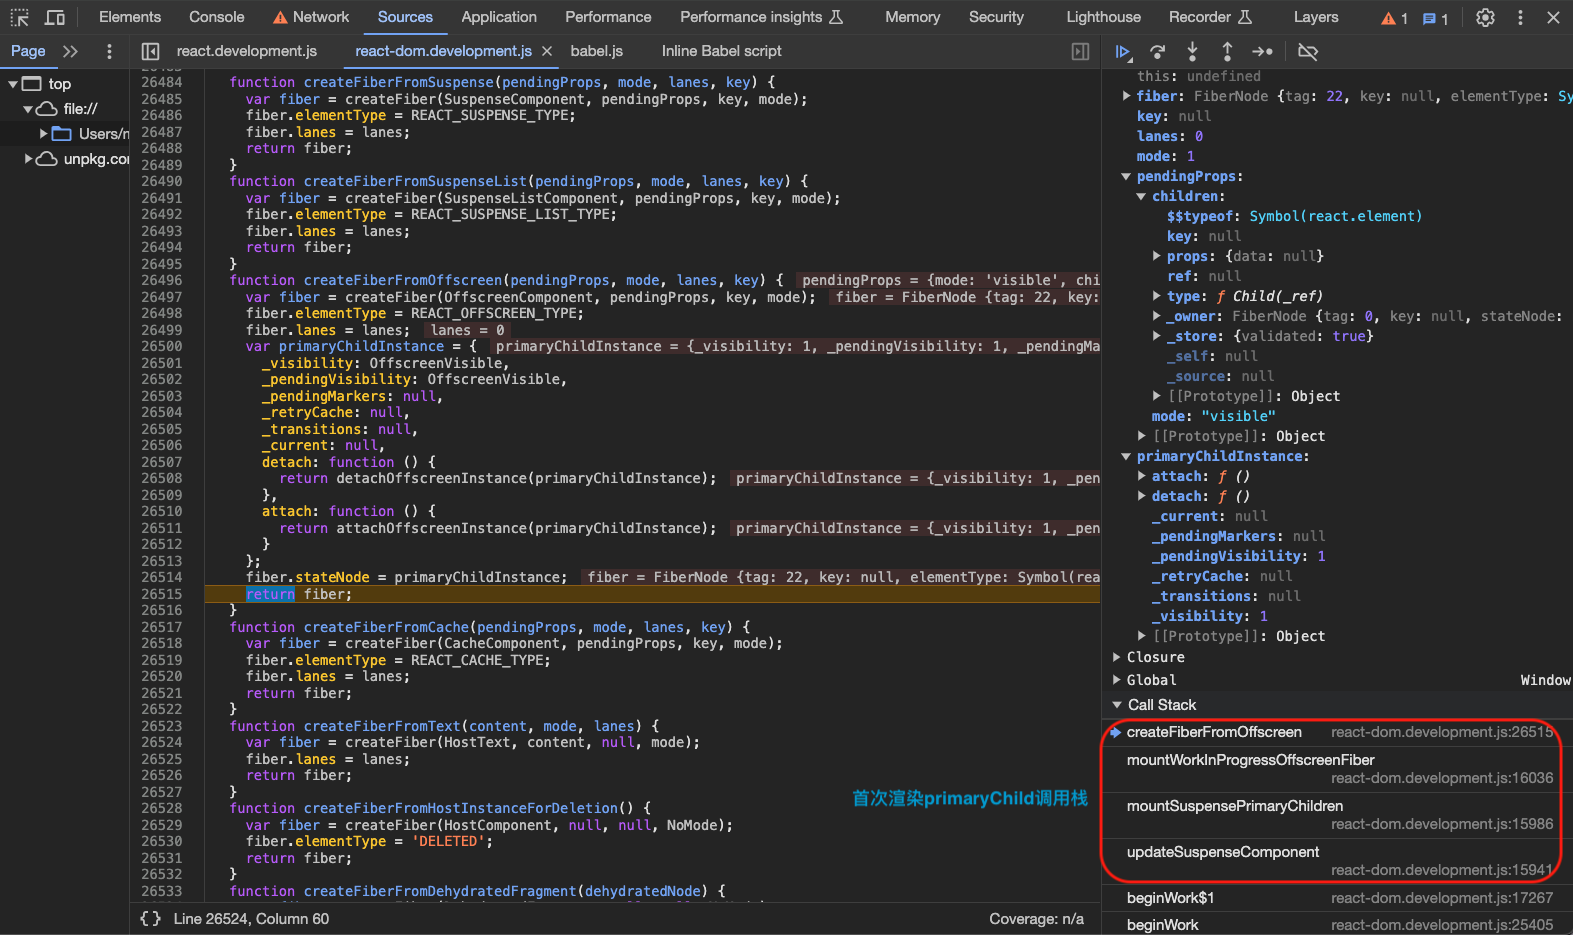 Elements Console Network Sources Application Performance Performance insights Memory Security Lighthouse Recorder Layers 1 1
Page react.development.js react-dom.development.js babel.js Inline Babel script
top
file://
Users/
unpkg.co
26484 function createFiberFromSuspense(pendingProps, mode, lanes, key) {
26485 var fiber = createFiber(SuspenseComponent, pendingProps, key, mode);
26486 fiber.elementType = REACT_SUSPENSE_TYPE;
26487 fiber.lanes = lanes;
26488 return fiber;
26489 }
26490 function createFiberFromSuspenseList(pendingProps, mode, lanes, key) {
26491 var fiber = createFiber(SuspenseListComponent, pendingProps, key, mode);
26492 fiber.elementType = REACT_SUSPENSE_LIST_TYPE;
26493 fiber.lanes = lanes;
26494 return fiber;
26495 }
26496 function createFiberFromOffscreen(pendingProps, mode, lanes, key) { pendingProps = {mode: 'visible', chi
26497 var fiber = createFiber(OffscreenComponent, pendingProps, key, mode); fiber = FiberNode {tag: 22, key:
26498 fiber.elementType = REACT_OFFSCREEN_TYPE;
26499 fiber.lanes = lanes; lanes = 0
26500 var primaryChildInstance = { primaryChildInstance = {_visibility: 1, _pendingVisibility: 1, _pendingMa
26501 _visibility: OffscreenVisible,
26502 _pendingVisibility: OffscreenVisible,
26503 _pendingMarkers: null,
26504 _retryCache: null,
26505 _transitions: null,
26506 _current: null,
26507 detach: function () {
26508 return detachOffscreenInstance(primaryChildInstance); primaryChildInstance = {_visibility: 1, _pen
26509 },
26510 attach: function () {
26511 return attachOffscreenInstance(primaryChildInstance); primaryChildInstance = {_visibility: 1, _pen
26512 }
26513 };
26514 fiber.stateNode = primaryChildInstance; fiber = FiberNode {tag: 22, key: null, elementType: Symbol(rea
26515 return fiber;
26516 }
26517 function createFiberFromCache(pendingProps, mode, lanes, key) {
26518 var fiber = createFiber(CacheComponent, pendingProps, key, mode);
26519 fiber.elementType = REACT_CACHE_TYPE;
26520 fiber.lanes = lanes;
26521 return fiber;
26522 }
26523 function createFiberFromText(content, mode, lanes) {
26524 var fiber = createFiber(HostText, content, null, mode);
26525 fiber.lanes = lanes;
26526 return fiber;
26527 }
26528 function createFiberFromHostInstanceForDeletion() {
26529 var fiber = createFiber(HostComponent, null, null, NoMode);
26530 fiber.elementType = 'DELETED';
26531 return fiber;
26532 }
26533 function createFiberFromDehydratedFragment(dehydratedNode) {
首次渲染primaryChild调用栈
{} Line 26524, Column 60 Coverage: n/a
this: undefined
fiber: FiberNode {tag: 22, key: null, elementType: Sy
key: null
lanes: 0
mode: 1
pendingProps:
children:
$$typeof: Symbol(react.element)
key: null
props: {data: null}
ref: null
type: ƒ Child(_ref)
_owner: FiberNode {tag: 0, key: null, stateNode:
_store: {validated: true}
_self: null
_source: null
[[Prototype]]: Object
mode: "visible"
[[Prototype]]: Object
primaryChildInstance:
attach: ƒ ()
detach: ƒ ()
_current: null
_pendingMarkers: null
_pendingVisibility: 1
_retryCache: null
_transitions: null
_visibility: 1
[[Prototype]]: Object
Closure
Global Window
Call Stack
createFiberFromOffscreen react-dom.development.js:26515
mountWorkInProgressOffscreenFiber
react-dom.development.js:16036
mountSuspensePrimaryChildren
react-dom.development.js:15986
updateSuspenseComponent
react-dom.development.js:15941
beginWork$1 react-dom.development.js:17267
beginWork react-dom.development.js:25405